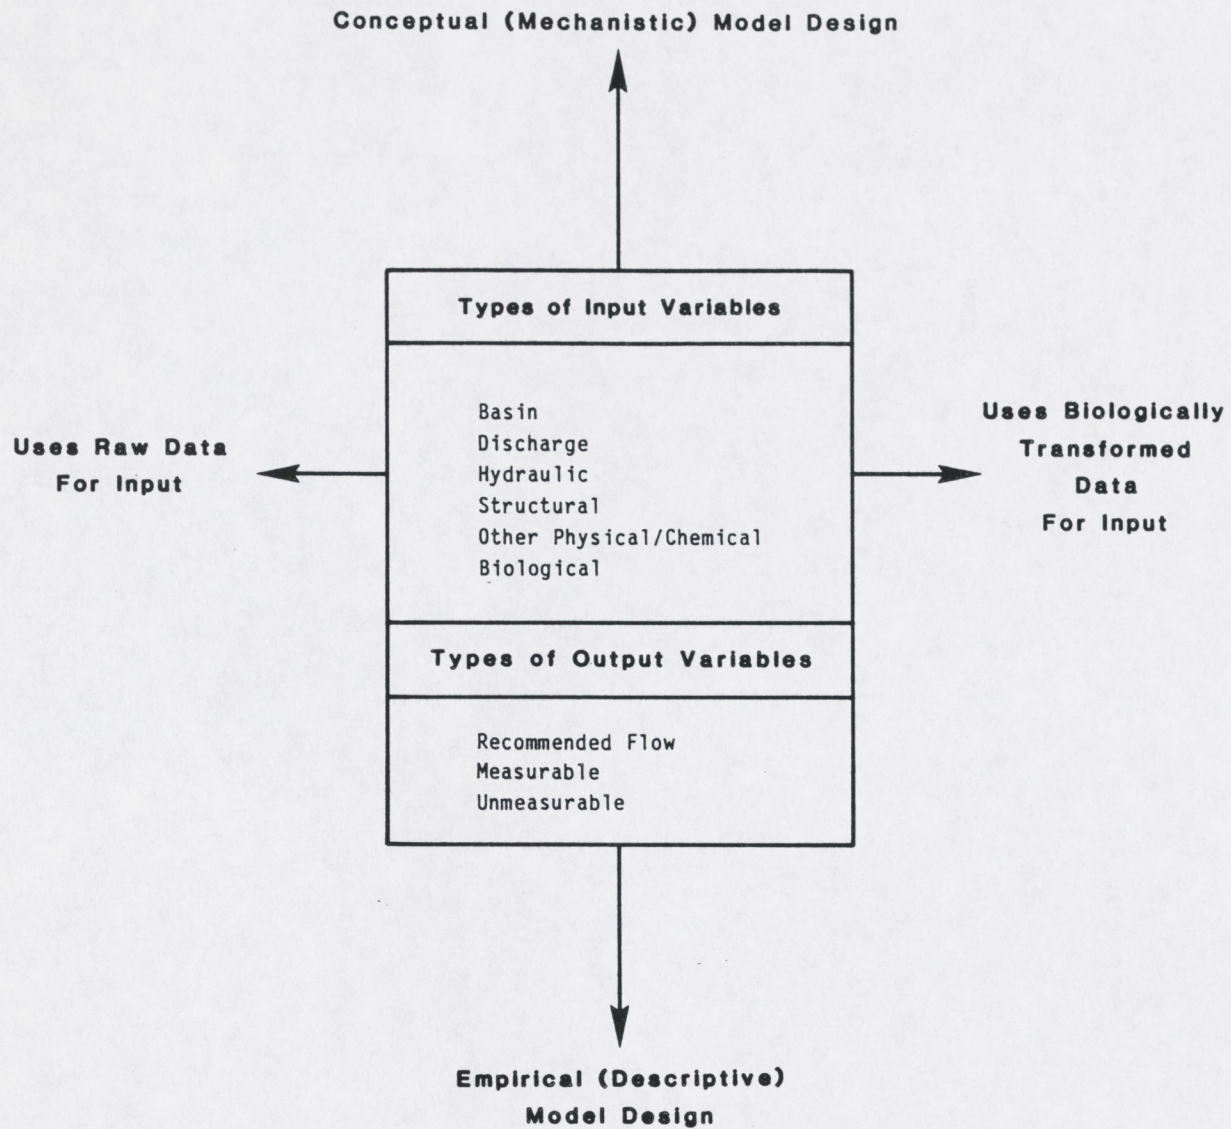 Conceptual (Mechanistic) Model Design
Types of Input Variables
Basin
Discharge
Hydraulic
Structural
Other Physical/Chemical
Biological
Uses Raw Data
For Input
Uses Biologically
Transformed
Data
For Input
Types of Output Variables
Recommended Flow
Measurable
Unmeasurable
Empirical (Descriptive)
Model Design